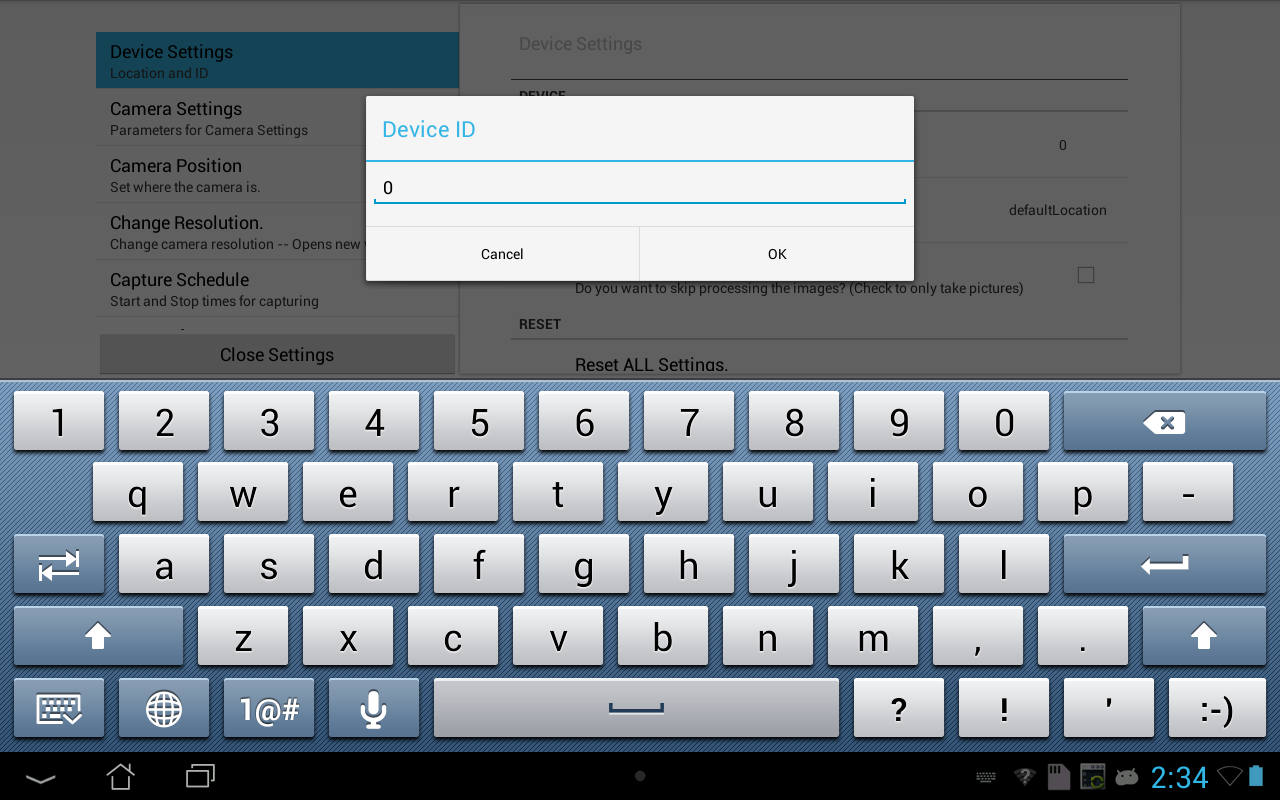 Device Settings
Location and ID
Camera Settings
Parameters for Camera Settings
Camera Position
Set where the camera is.
Change Resolution.
Change camera resolution -- Opens new
Capture Schedule
Start and Stop times for capturing
Close Settings
Device Settings
DEVICE
0
defaultLocation
Do you want to skip processing the images? (Check to only take pictures)
RESET
Reset ALL Settings.
Device ID
0
Cancel
OK
1 2 3 4 5 6 7 8 9 0
q w e r t y u i o p -
a s d f g h j k l
z x c v b n m , .
1@# ? ! ' :-)
2:34